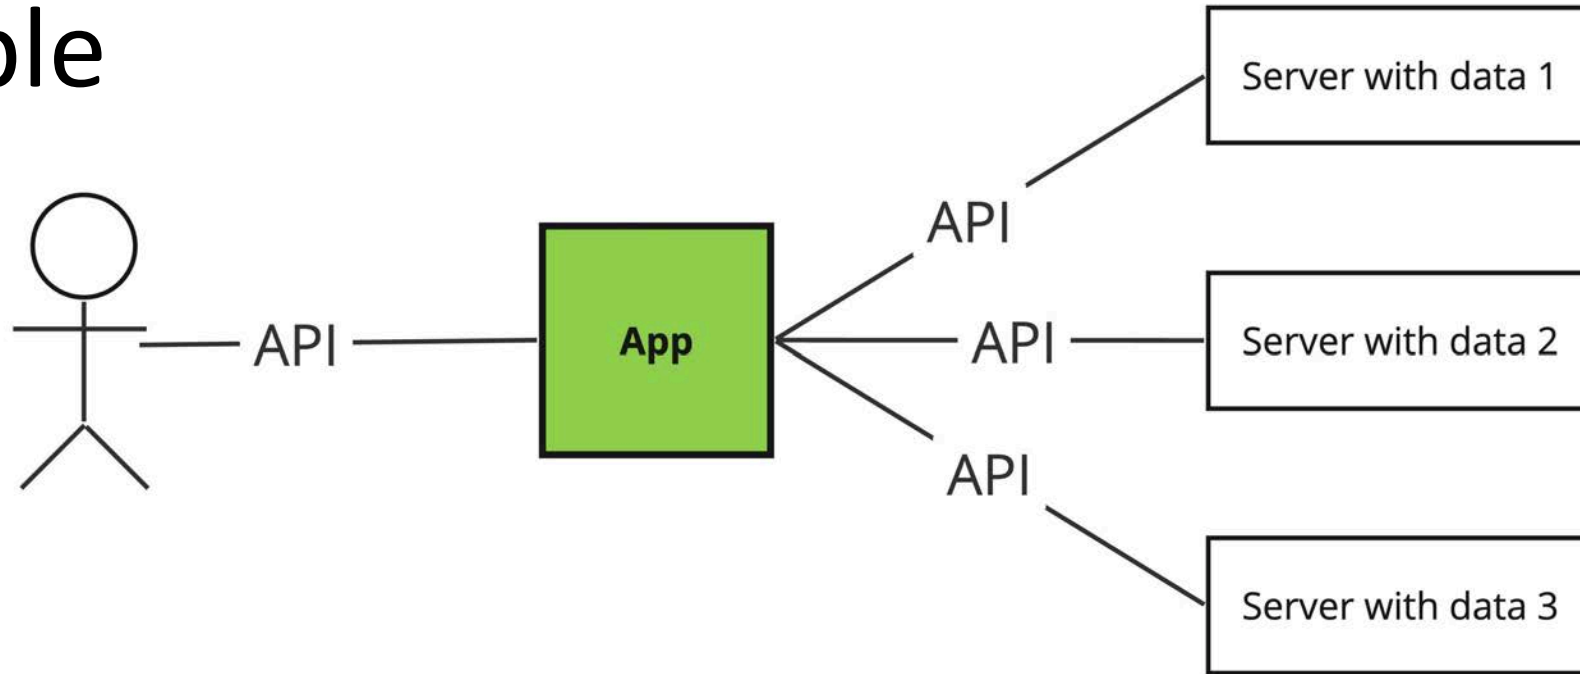 ple
Server with data 1
API
API
App
API
Server with data 2
API
Server with data 3